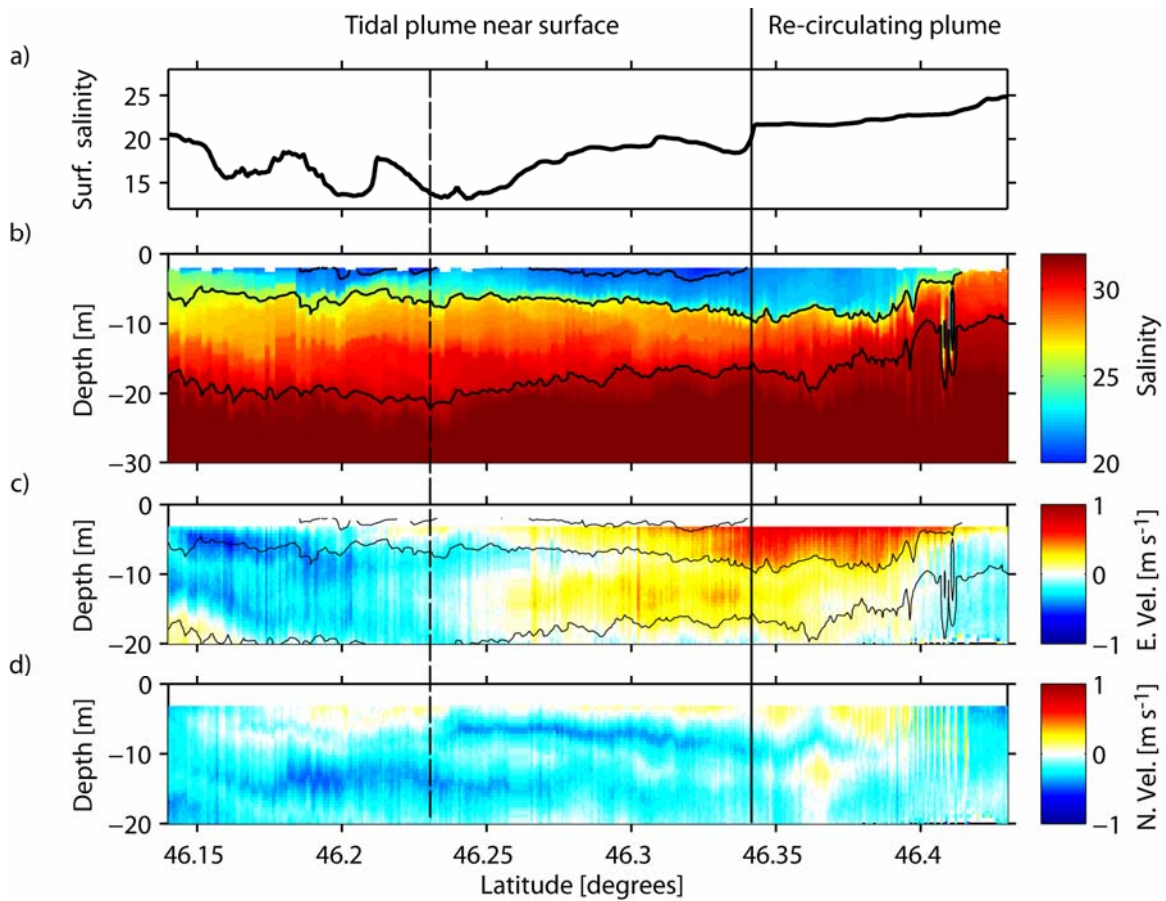 Tidal plume near surface Re-circulating plume
a)
Surf. salinity
25
20
15
b)
Depth [m]
0
−10
−20
−30
30
25
20
Salinity
c)
Depth [m]
0
−10
−20
1
0
−1
E. Vel. [m s⁻¹]
d)
Depth [m]
0
−10
−20
1
0
−1
N. Vel. [m s⁻¹]
46.15 46.2 46.25 46.3 46.35 46.4
Latitude [degrees]